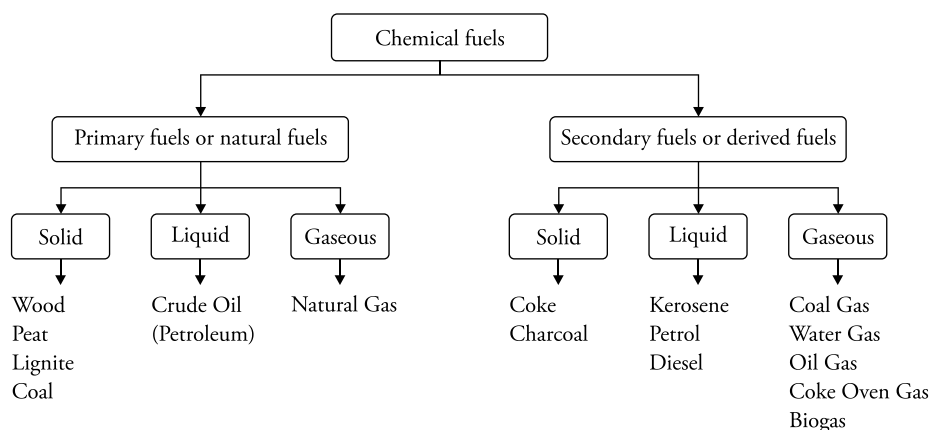 Chemical fuels
Primary fuels or natural fuels
Secondary fuels or derived fuels
Solid
Liquid
Gaseous
Solid
Liquid
Gaseous
Wood
Peat
Lignite
Coal
Crude Oil
(Petroleum)
Natural Gas
Coke
Charcoal
Kerosene
Petrol
Diesel
Coal Gas
Water Gas
Oil Gas
Coke Oven Gas
Biogas